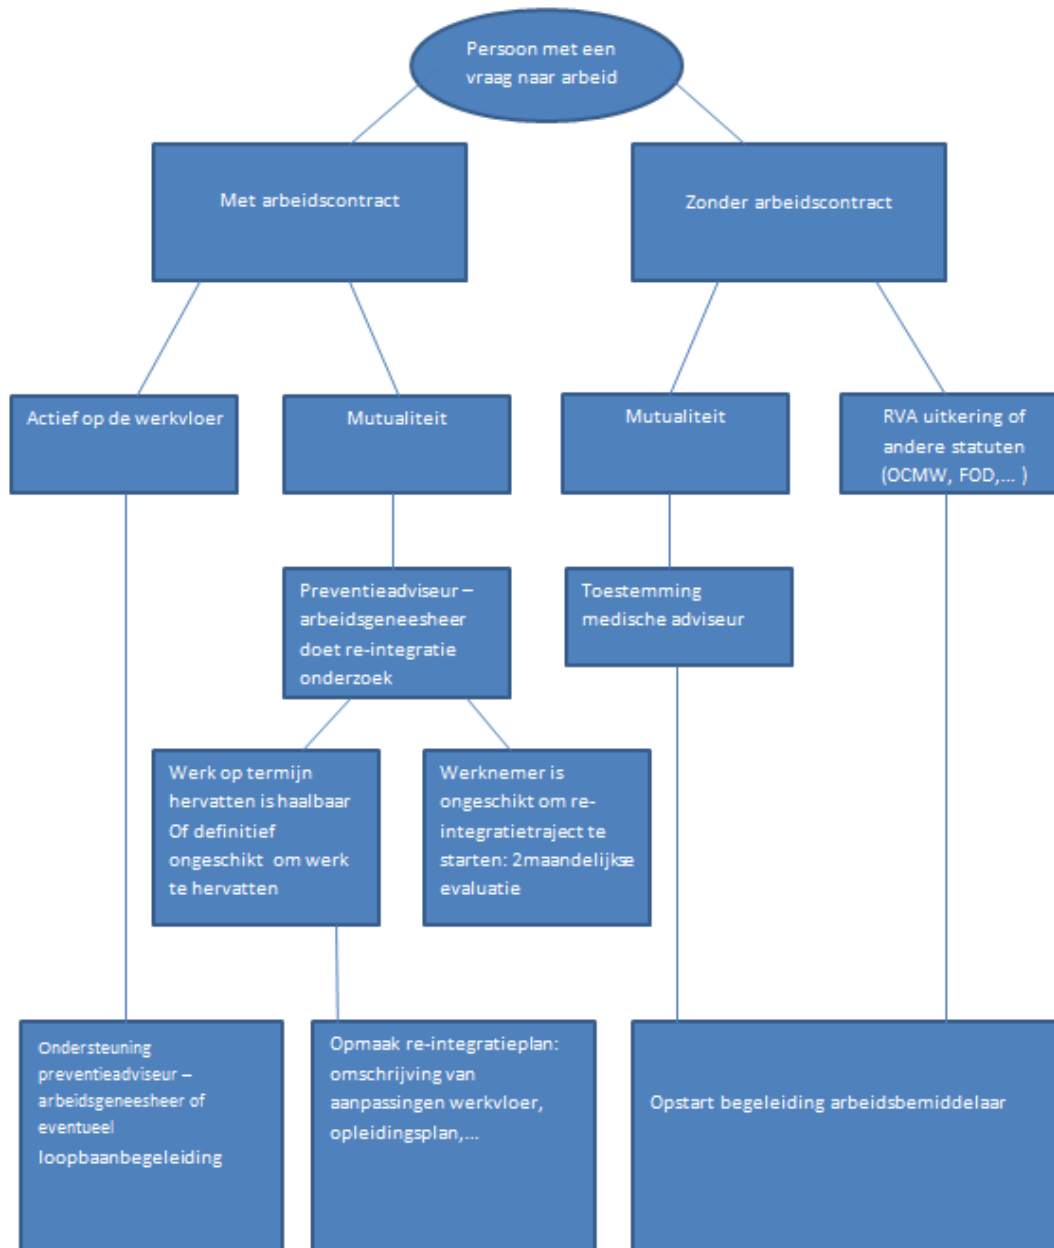 Persoon met een
vraag naar arbeid
Met arbeidscontract
Zonder arbeidscontract
Actief op de werkvloer
Mutualiteit
Mutualiteit
RVA uitkering of
andere statuten
(OCMW, FOD,... )
Preventieadviseur –
arbeidsgeneesheer
doet re-integratie
onderzoek
Toestemming
medische adviseur
Werk op termijn
hervatten is haalbaar
Of definitief
ongeschikt om werk
te hervatten
Werknemer is
ongeschikt om re-
integratietraject te
starten: 2maandelijkse
evaluatie
Ondersteuning
preventieadviseur –
arbeidsgeneesheer of
eventueel
loopbaanbegeleiding
Opmaak re-integratieplan:
omschrijving van
aanpassingen werkvloer,
opleidingsplan,...
Opstart begeleiding arbeidsbemiddelaar